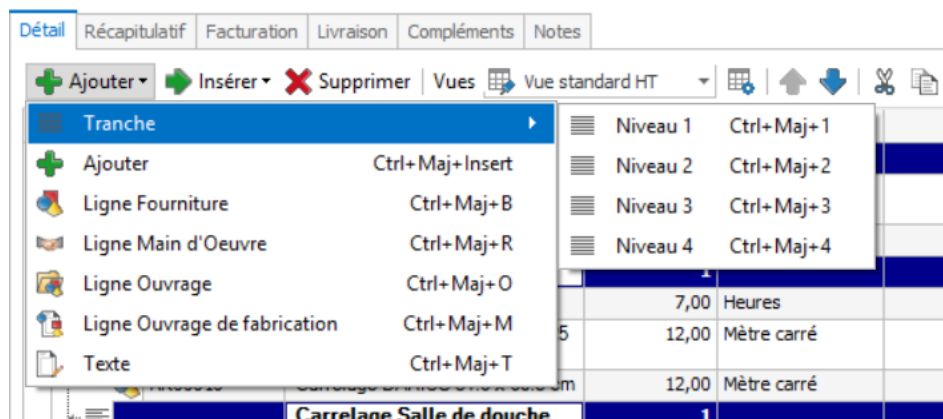 Détail Récapitulatif Facturation Livraison Compléments Notes
Ajouter Insérer Supprimer Vues Vue standard HT
Tranche Niveau 1 Ctrl+Maj+1
Ajouter Ctrl+Maj+Insert Niveau 2 Ctrl+Maj+2
Ligne Fourniture Ctrl+Maj+B Niveau 3 Ctrl+Maj+3
Ligne Main d'Oeuvre Ctrl+Maj+R Niveau 4 Ctrl+Maj+4
1
Ligne Ouvrage Ctrl+Maj+O
7,00 Heures
Ligne Ouvrage de fabrication Ctrl+Maj+M 5 12,00 Mètre carré
Texte Ctrl+Maj+T
cm 12,00 Mètre carré
Carrelage Salle de douche 1